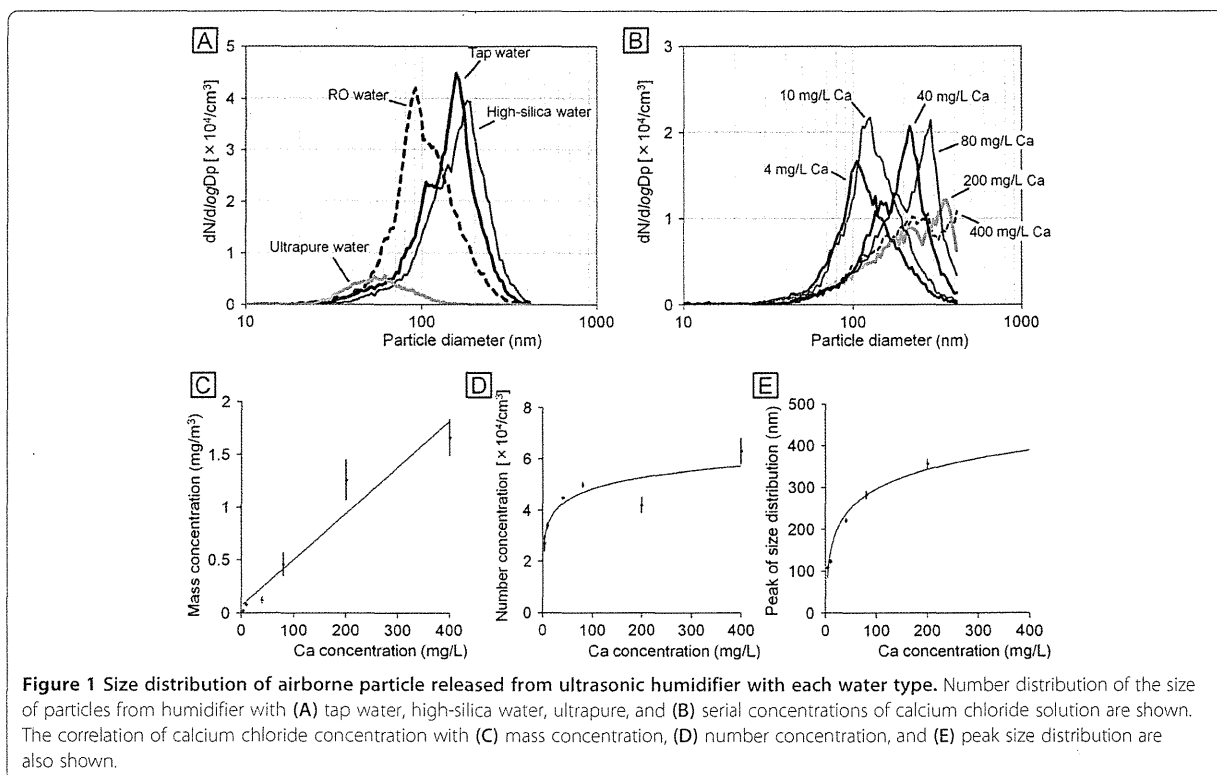 A
dN/dlogDp [ × 10⁴/cm³]
5
4
3
2
1
0
10
100
1000
Particle diameter (nm)
Tap water
RO water
High-silica water
Ultrapure water
B
dN/dlogDp [ × 10⁴/cm³]
3
2
1
0
10
100
1000
Particle diameter (nm)
10 mg/L Ca
40 mg/L Ca
80 mg/L Ca
4 mg/L Ca
200 mg/L Ca
400 mg/L Ca
C
Mass concentration (mg/m³)
2
1.5
1
0.5
0
0
100
200
300
400
Ca concentration (mg/L)
D
Number concentration [ × 10⁴/cm³]
8
6
4
2
0
0
100
200
300
400
Ca concentration (mg/L)
E
Peak of size distribution (nm)
500
400
300
200
100
0
0
100
200
300
400
Ca concentration (mg/L)
Figure 1 Size distribution of airborne particle released from ultrasonic humidifier with each water type. Number distribution of the size
of particles from humidifier with (A) tap water, high-silica water, ultrapure, and (B) serial concentrations of calcium chloride solution are shown.
The correlation of calcium chloride concentration with (C) mass concentration, (D) number concentration, and (E) peak size distribution are
also shown.